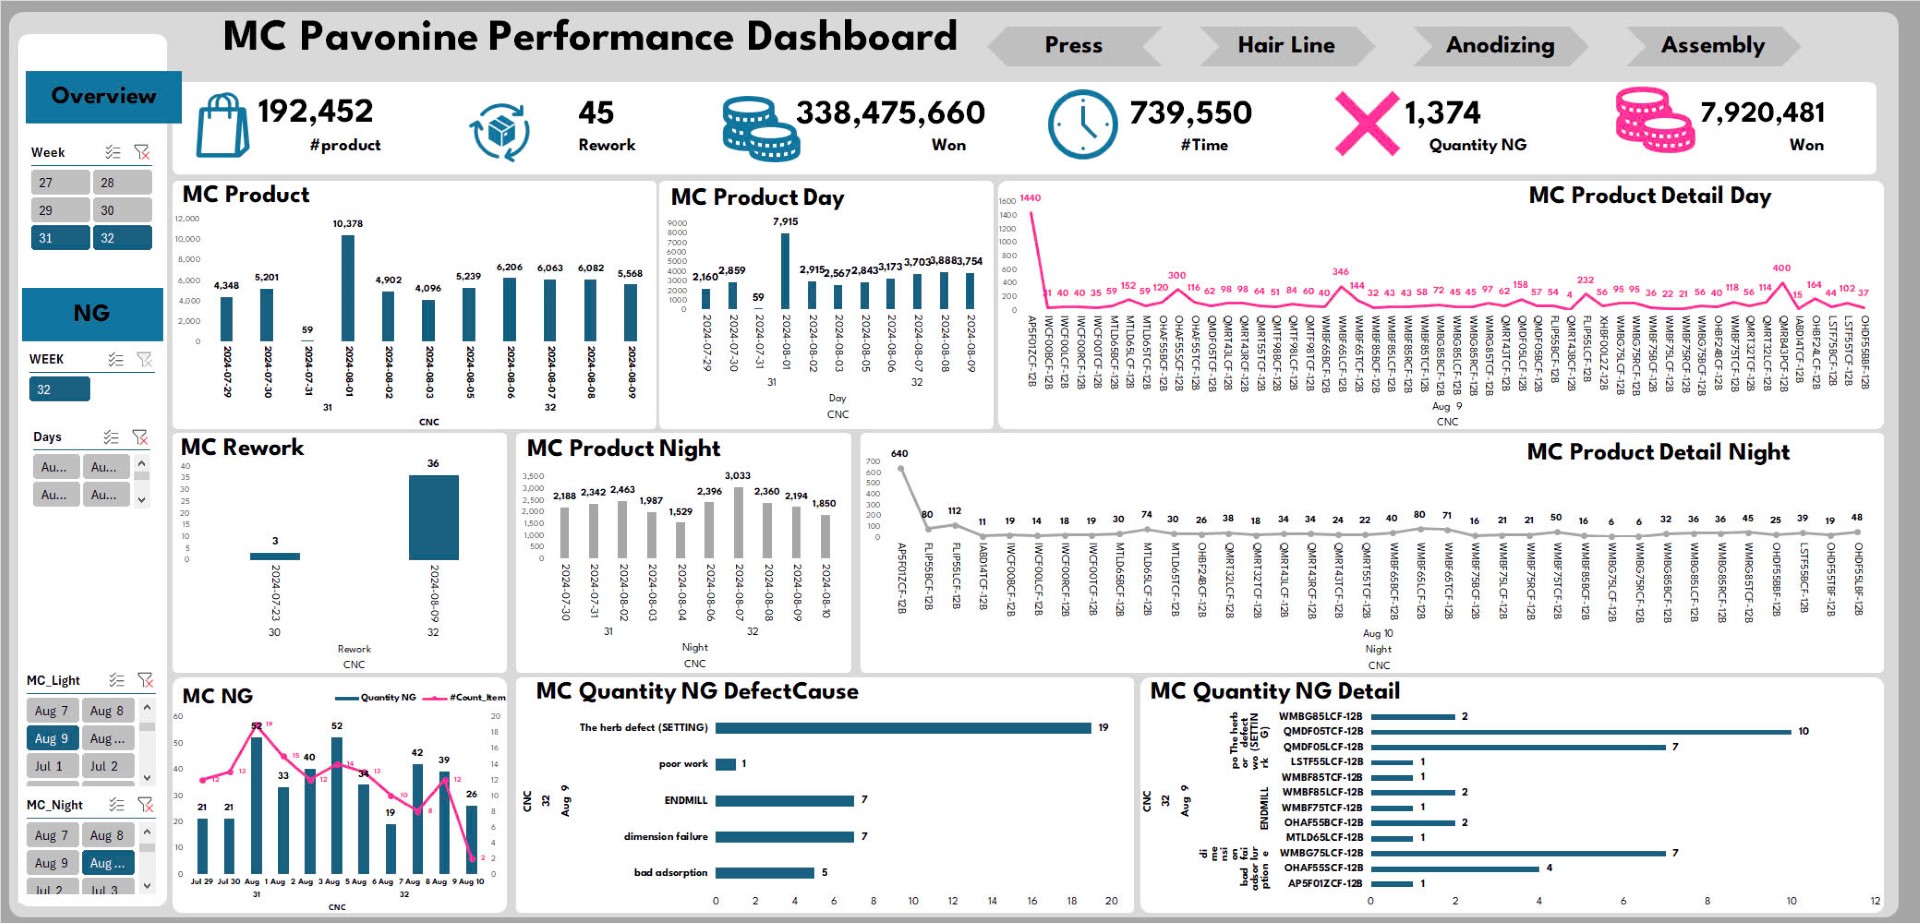 MC Pavonine Performance Dashboard
Press
Hair Line
Anodizing
Assembly
Overview
192,452
#product
45
Rework
338,475,660
Won
739,550
#Time
1,374
Quantity NG
7,920,481
Won
Week
27 28
29 30
31 32
NG
WEEK
32
Days
Au... Au...
Au... Au...
MC_Light
Aug 7 Aug 8
Aug 9 Aug ...
Jul 1 Jul 2
MC_Night
Aug 7 Aug 8
Aug 9 Aug ...
Jul 2 Jul 3
MC Product
12,000
10,000
8,000
6,000
4,000
2,000
0
4,348 5,201 59 10,378 4,902 4,096 5,239 6,206 6,063 6,082 5,568
2024-07-29 2024-07-30 2024-07-31 2024-08-01 2024-08-02 2024-08-03 2024-08-05 2024-08-06 2024-08-07 2024-08-08 2024-08-09
31 32
CNC
MC Product Day
9000
8000
7000
6000
5000
4000
3000
2000
1000
0
2,160 2,859 59 7,915 2,915 2,567 2,843 3,173 3,703 3,888 3,754
2024-07-29 2024-07-30 2024-07-31 2024-08-01 2024-08-02 2024-08-03 2024-08-05 2024-08-06 2024-08-07 2024-08-08 2024-08-09
31 32
Day
CNC
MC Product Detail Day
1600
1400
1200
1000
800
600
400
200
0
1440 31 40 40 35 59 152 59 120 300 116 62 98 98 64 51 84 60 40 346 144 32 43 43 58 72 45 45 97 62 158 57 54 4 232 56 95 95 36 22 21 56 40 118 56 114 400 15 164 44 102 37
AP5F01ZCF-12B IWCF00BCF-12B IWCF00LCF-12B IWCF00RCF-12B IWCF00TCF-12B MTLD65BCF-12B MTLD65LCF-12B MTLD65TCF-12B OHAF55BCF-12B OHAF55SCF-12B OHAF55TCF-12B QMDF05TCF-12B QMRT43LCF-12B QMRT43RCF-12B QMRT55TCF-12B QMTF98BCF-12B QMTF98LCF-12B QMTF98TCF-12B WMBF65BCF-12B WMBF65LCF-12B WMBF65TCF-12B WMBF85BCF-12B WMBF85LCF-12B WMBF85RCF-12B WMBF85TCF-12B WMBG85BCF-12B WMBG85LCF-12B WMBG85RCF-12B WMBG85TCF-12B QMRT43TCF-12B QMDF05LCF-12B QMDF05RCF-12B FLIP55BCF-12B QMRT43BCF-12B FLIP55LCF-12B XHBF00LZZ-12B WMBG75LCF-12B WMBG75RCF-12B WMBF75BCF-12B WMBF75LCF-12B WMBF75RCF-12B WMBG75BCF-12B OHBF24BCF-12B WMBF75TCF-12B QMRT32TCF-12B QMRT32LCF-12B QMRB43PCF-12B IABD14TCF-12B OHBF24LCF-12B LSTF75BCF-12B LSTF55TCF-12B OHDF55BBF-12B
Aug 9
CNC
MC Rework
40
35
30
25
20
15
10
5
0
3 36
2024-07-23 2024-08-09
30 32
Rework
CNC
MC Product Night
3,500
3,000
2,500
2,000
1,500
1,000
500
0
2,188 2,342 2,463 1,987 1,529 2,396 3,033 2,360 2,194 1,850
2024-07-30 2024-07-31 2024-08-02 2024-08-03 2024-08-04 2024-08-06 2024-08-07 2024-08-08 2024-08-09 2024-08-10
31 32
Night
CNC
MC Product Detail Night
700
600
500
400
300
200
100
0
640 80 112 11 19 14 18 19 30 74 30 26 38 18 34 34 24 22 40 80 71 16 21 21 50 16 6 6 32 36 36 45 25 39 19 48
AP5F01ZCF-12B FLIP55BCF-12B FLIP55LCF-12B IABD14TCF-12B IWCF00BCF-12B IWCF00LCF-12B IWCF00RCF-12B IWCF00TCF-12B MTLD65BCF-12B MTLD65LCF-12B MTLD65TCF-12B OHBF24BCF-12B QMRT32LCF-12B QMRT32TCF-12B QMRT43LCF-12B QMRT43RCF-12B QMRT43TCF-12B QMRT55TCF-12B WMBF65BCF-12B WMBF65LCF-12B WMBF65TCF-12B WMBF75BCF-12B WMBF75LCF-12B WMBF75RCF-12B WMBF75TCF-12B WMBF85BCF-12B WMBG75LCF-12B WMBG75RCF-12B WMBG85BCF-12B WMBG85LCF-12B WMBG85RCF-12B WMBG85TCF-12B OHDF55BBF-12B LSTF55BCF-12B OHDF55TBF-12B OHDF55LBF-12B
Aug 10
Night
CNC
MC NG
Quantity NG #Count_Item
60
50
40
30
20
10
0
20
18
16
14
12
10
8
6
4
2
0
21 21 52 33 40 52 34 19 42 39 26
12 13 19 15 12 14 13 10 8 12 2
Jul 29 Jul 30 Aug 1 Aug 2 Aug 3 Aug 5 Aug 6 Aug 7 Aug 8 Aug 9 Aug 10
31 32
CNC
MC Quantity NG DefectCause
CNC
32
Aug 9
The herb defect (SETTING) 19
poor work 1
ENDMILL 7
dimension failure 7
bad adsorption 5
0 2 4 6 8 10 12 14 16 18 20
MC Quantity NG Detail
CNC
32
Aug 9
The herb defect (SETTING)
poor work
ENDMILL
dimension failure
bad adsorption
WMBG85LCF-12B 2
QMDF05TCF-12B 10
QMDF05LCF-12B 7
LSTF55LCF-12B 1
WMBF85TCF-12B 1
WMBF85LCF-12B 2
WMBF75TCF-12B 1
OHAF55BCF-12B 2
MTLD65LCF-12B 1
WMBG75LCF-12B 7
OHAF55SCF-12B 4
AP5F01ZCF-12B 1
0 2 4 6 8 10 12